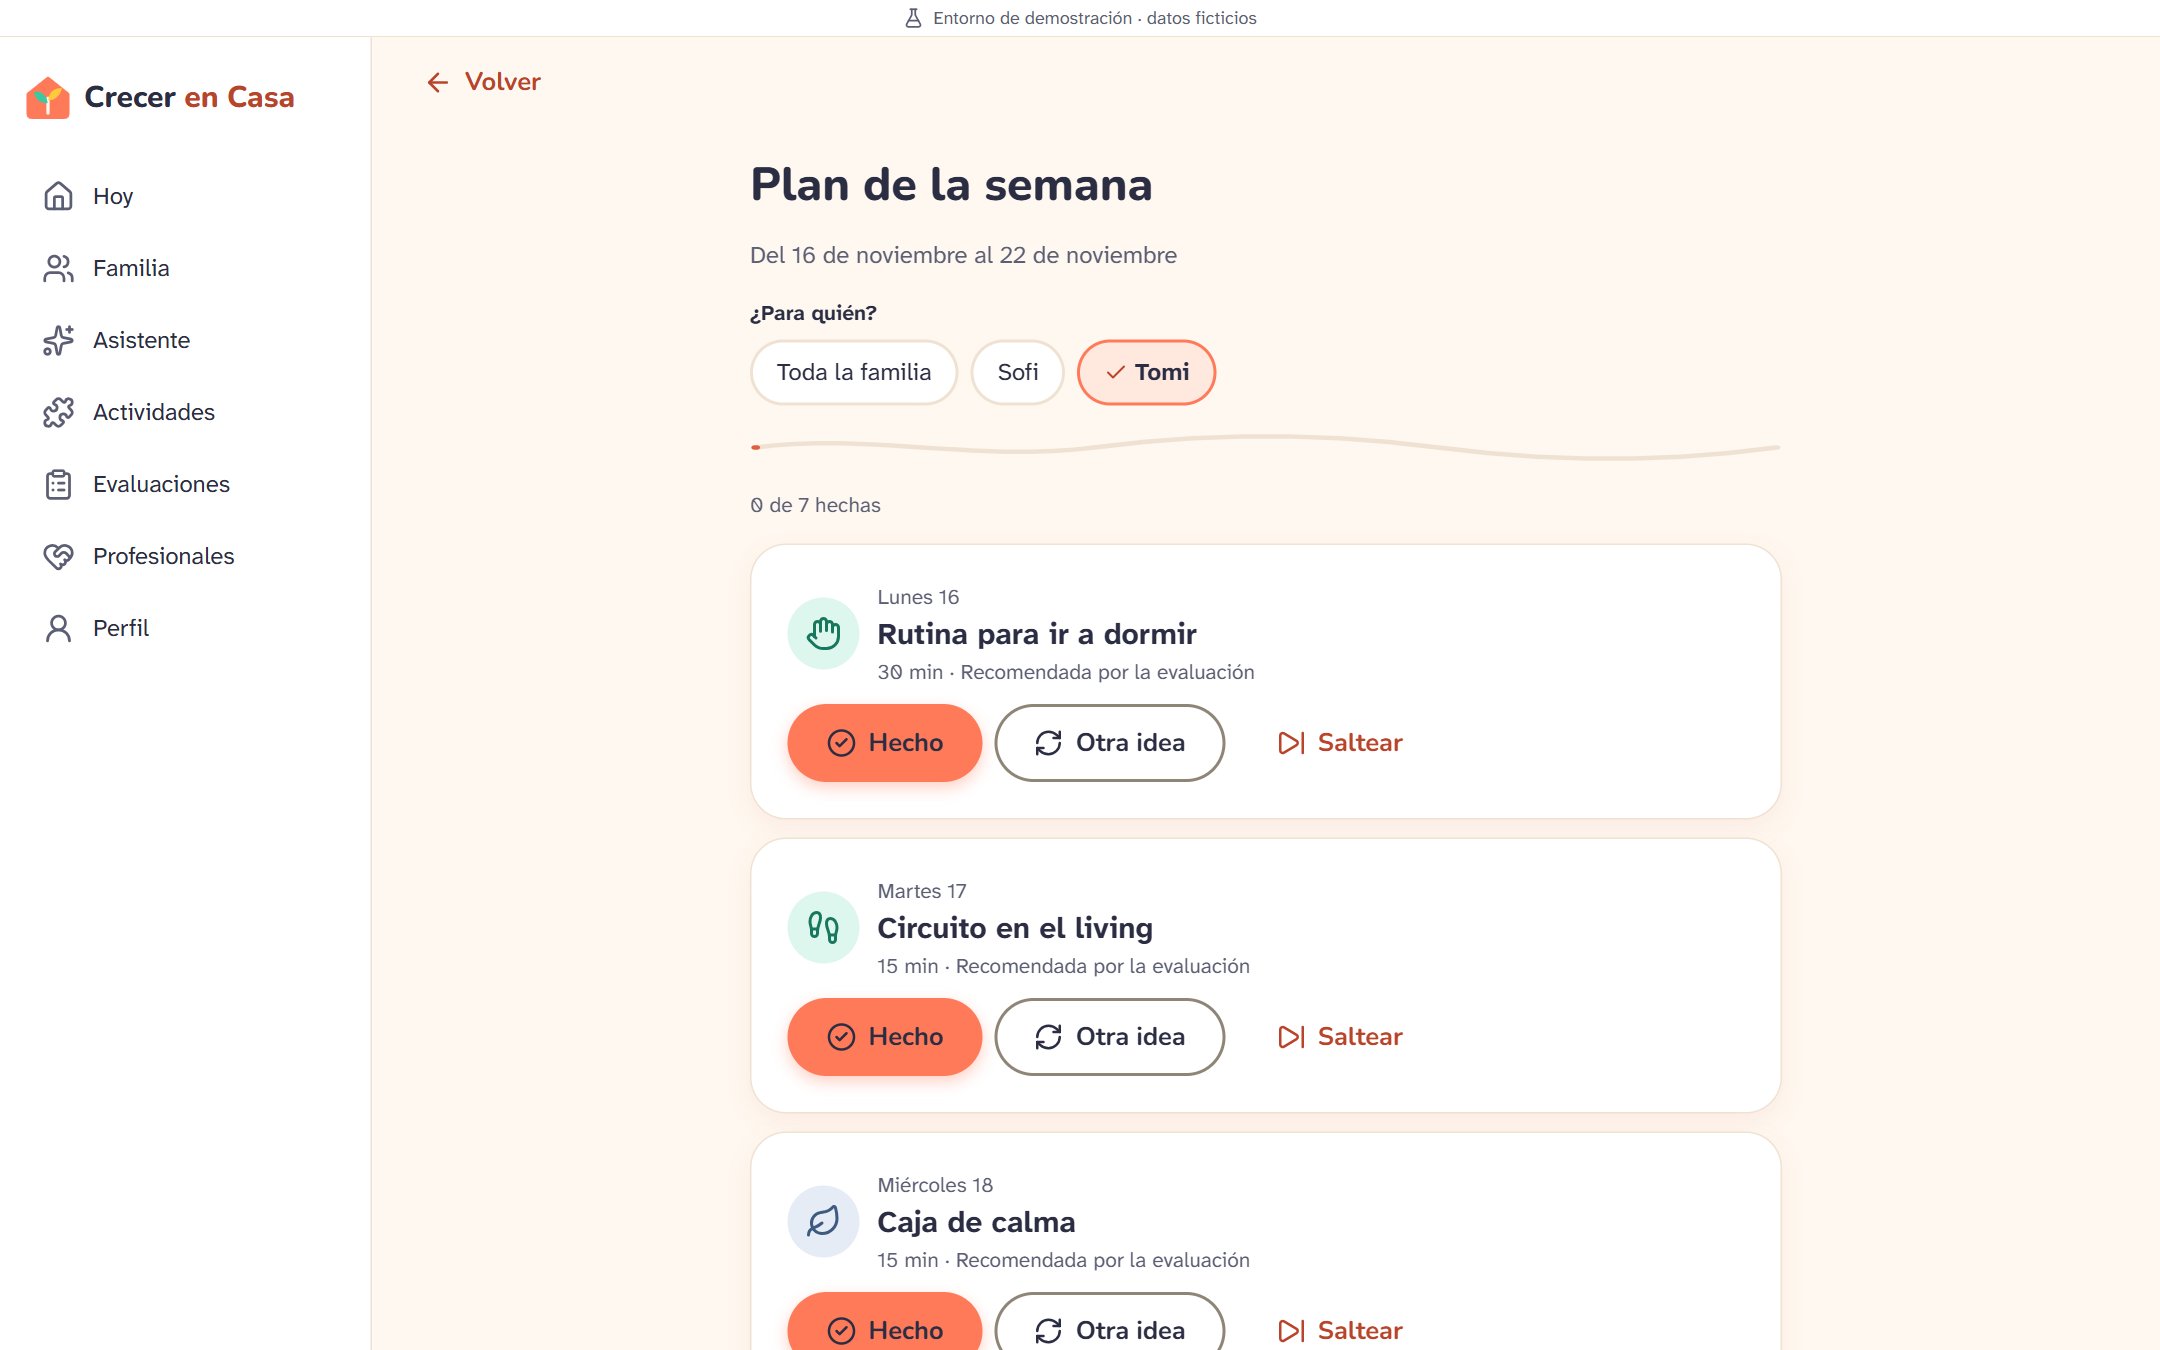 Entorno de demostración · datos ficticios
Crecer en Casa
Hoy
Familia
Asistente
Actividades
Evaluaciones
Profesionales
Perfil
Volver
Plan de la semana
Del 16 de noviembre al 22 de noviembre
¿Para quién?
Toda la familia Sofi Tomi
0 de 7 hechas
Lunes 16
Rutina para ir a dormir
30 min · Recomendada por la evaluación
Hecho Otra idea Saltear
Martes 17
Circuito en el living
15 min · Recomendada por la evaluación
Hecho Otra idea Saltear
Miércoles 18
Caja de calma
15 min · Recomendada por la evaluación
Hecho Otra idea Saltear